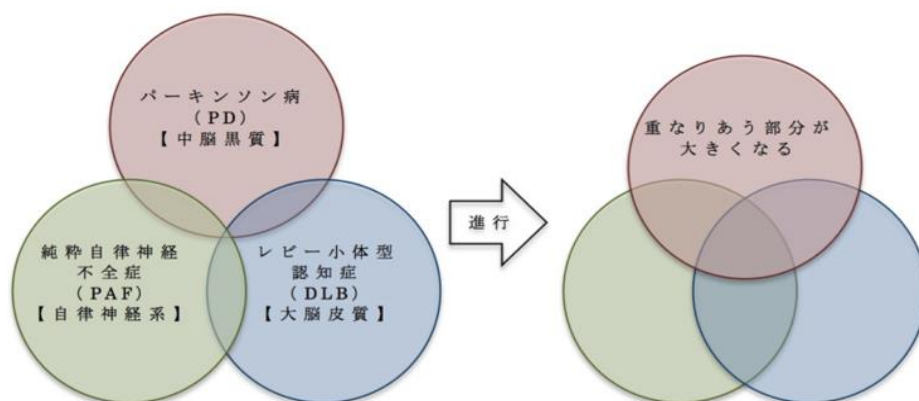 パーキンソン病
(PD)
【中脳黒質】
純粋自律神経
不全症
(PAF)
【自律神経系】
レビー小体型
認知症
(DLB)
【大脳皮質】
進行
重なりあう部分が
大きくなる